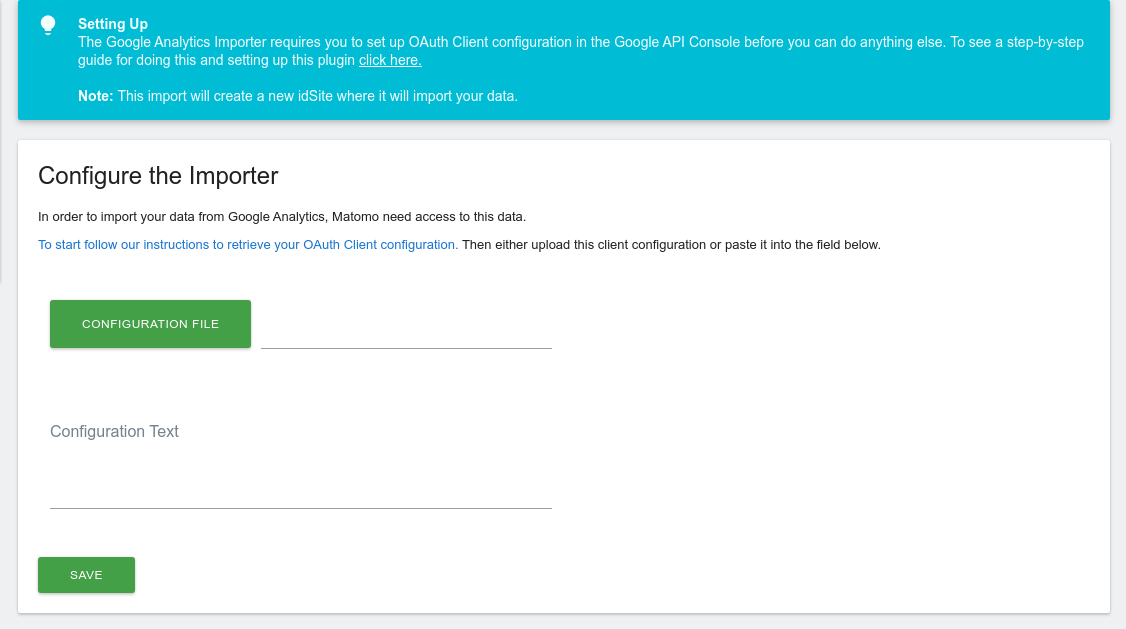 Setting Up
The Google Analytics Importer requires you to set up OAuth Client configuration in the Google API Console before you can do anything else. To see a step-by-step
guide for doing this and setting up this plugin click here.
Note: This import will create a new idSite where it will import your data.
Configure the Importer
In order to import your data from Google Analytics, Matomo need access to this data.
To start follow our instructions to retrieve your OAuth Client configuration. Then either upload this client configuration or paste it into the field below.
CONFIGURATION FILE
Configuration Text
SAVE